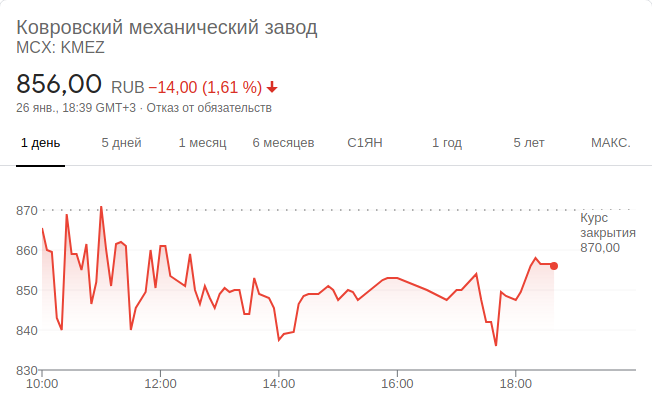 Ковровский механический завод
MCX: KMEZ
856,00 RUB −14,00 (1,61 %)
26 янв., 18:39 GMT+3 · Отказ от обязательств
1 день 5 дней 1 месяц 6 месяцев С1ЯН 1 год 5 лет МАКС.
870
Курс
закрытия
870,00
860
850
840
830
10:00 12:00 14:00 16:00 18:00